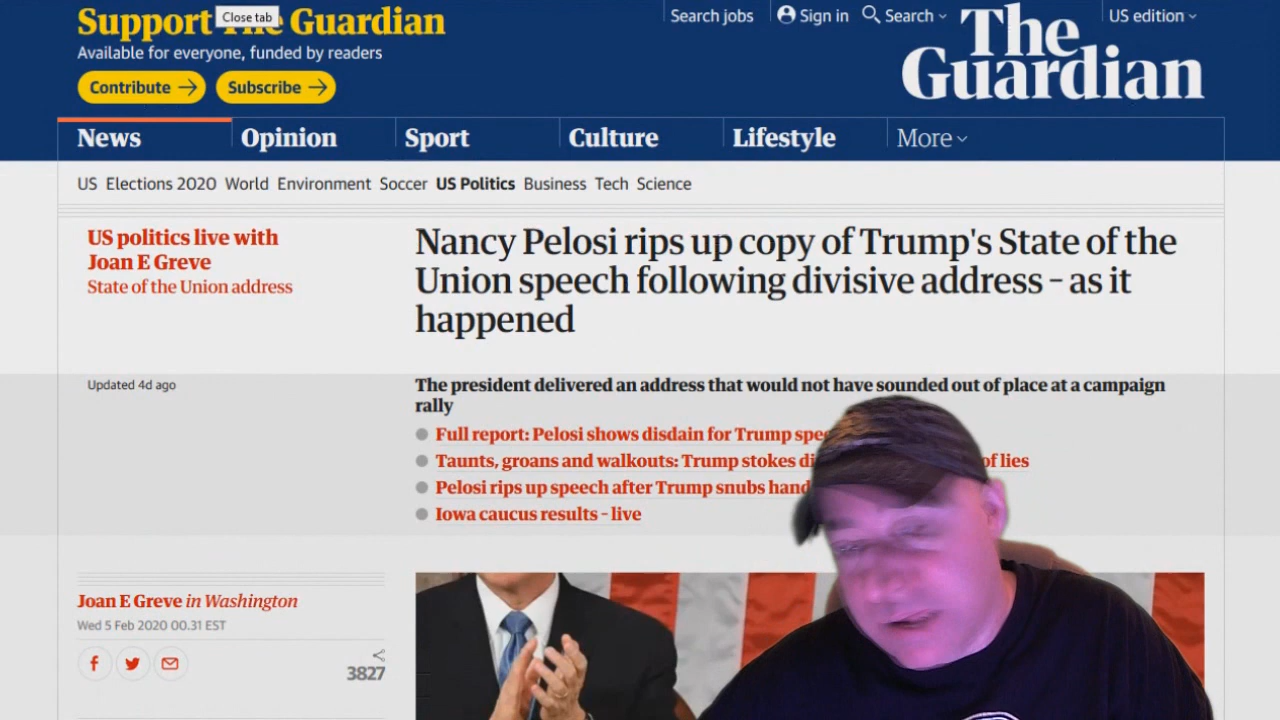 Support The Guardian
Close tab
Available for everyone, funded by readers
Contribute
Subscribe
Search jobs
Sign in
Search
US edition
The
Guardian
News
Opinion
Sport
Culture
Lifestyle
More
US Elections 2020 World Environment Soccer US Politics Business Tech Science
US politics live with
Joan E Greve
State of the Union address
Nancy Pelosi rips up copy of Trump's State of the
Union speech following divisive address – as it
happened
Updated 4d ago
The president delivered an address that would not have sounded out of place at a campaign
rally
Full report: Pelosi shows disdain for Trump
Taunts, groans and walkouts: Trump stokes of lies
Pelosi rips up speech after Trump snubs
Iowa caucus results – live
Joan E Greve in Washington
Wed 5 Feb 2020 00.31 EST
3827